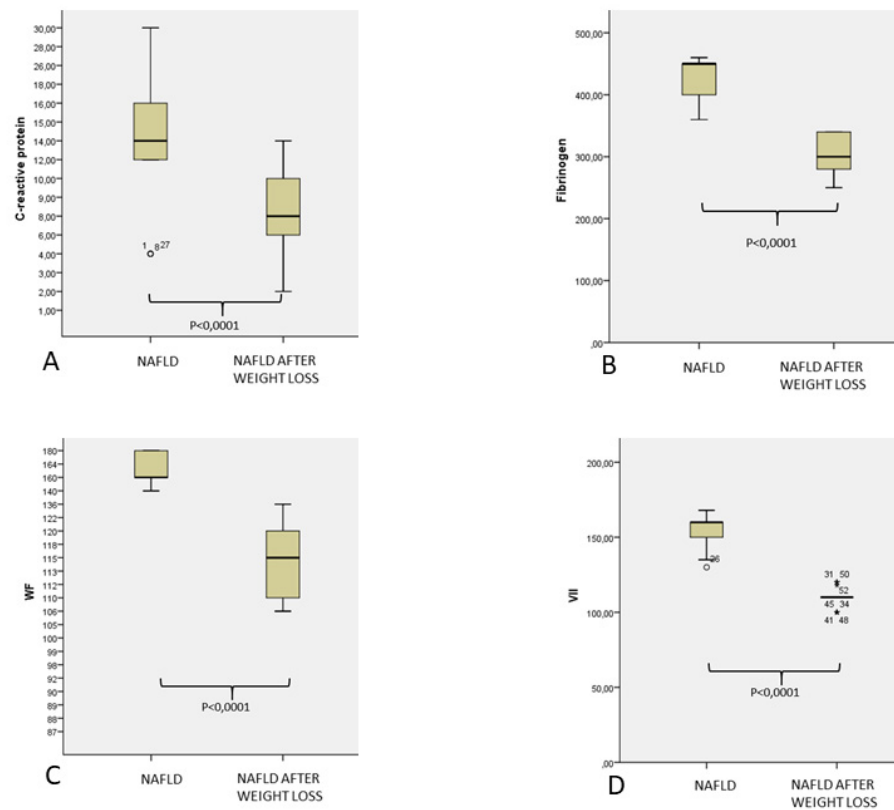 C-reactive protein
30,00
28,00
26,00
18,00
16,00
15,00
14,00
12,00
10,00
9,00
8,00
6,00
4,00
3,00
2,00
1,00
1 8 27
P<0,0001
A
NAFLD
NAFLD AFTER
WEIGHT LOSS
Fibrinogen
500,00
400,00
300,00
200,00
100,00
,00
P<0,0001
B
NAFLD
NAFLD AFTER
WEIGHT LOSS
WF
180
164
160
140
136
122
120
118
115
113
112
110
106
105
100
99
98
92
90
89
88
87
P<0,0001
C
NAFLD
NAFLD AFTER
WEIGHT LOSS
VII
200,00
150,00
100,00
50,00
,00
26
31 50
52
45 34
41 48
P<0,0001
D
NAFLD
NAFLD AFTER
WEIGHT LOSS